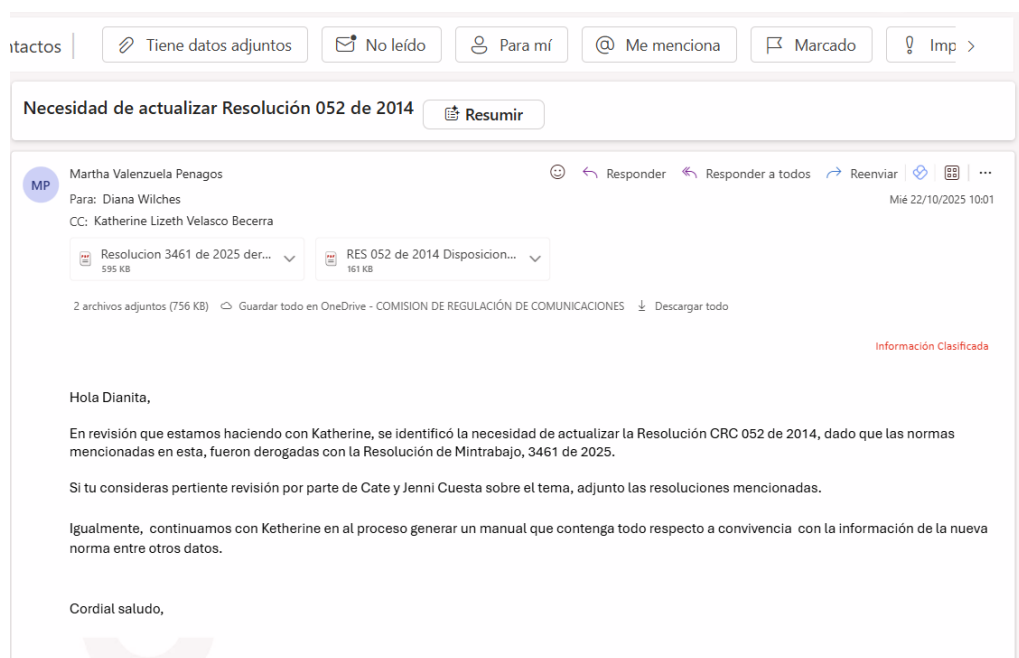 ntactos
Tiene datos adjuntos
No leído
Para mí
Me menciona
Marcado
Imp
Necesidad de actualizar Resolución 052 de 2014
Resumir
MP
Martha Valenzuela Penagos
Responder
Responder a todos
Reenviar
Para: Diana Wilches
Mié 22/10/2025 10:01
CC: Katherine Lizeth Velasco Becerra
Resolucion 3461 de 2025 der...
595 KB
RES 052 de 2014 Disposicion...
161 KB
2 archivos adjuntos (756 KB)
Guardar todo en OneDrive - COMISION DE REGULACIÓN DE COMUNICACIONES
Descargar todo
Información Clasificada
Hola Dianita,
En revisión que estamos haciendo con Katherine, se identificó la necesidad de actualizar la Resolución CRC 052 de 2014, dado que las normas
mencionadas en esta, fueron derogadas con la Resolución de Mintrabajo, 3461 de 2025.
Si tu consideras pertiente revisión por parte de Cate y Jenni Cuesta sobre el tema, adjunto las resoluciones mencionadas.
Igualmente, continuamos con Ketherine en al proceso generar un manual que contenga todo respecto a convivencia con la información de la nueva
norma entre otros datos.
Cordial saludo,